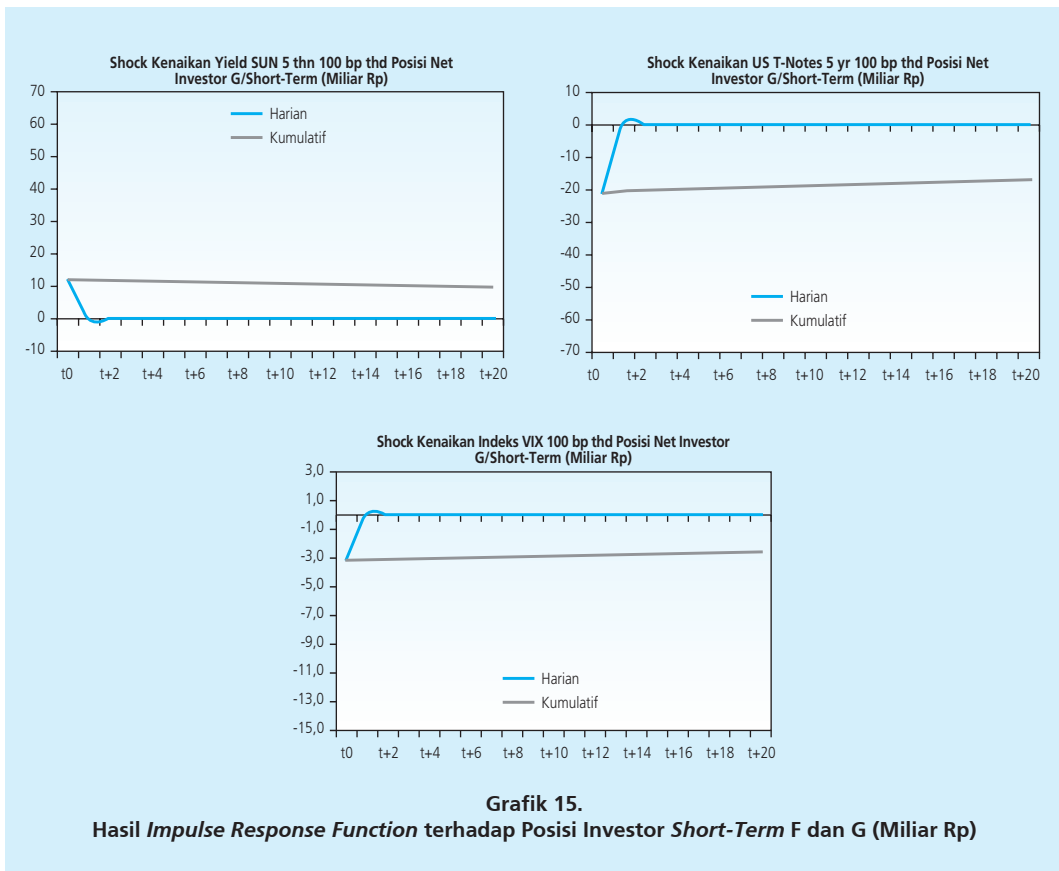 Shock Kenaikan Yield SUN 5 thn 100 bp thd Posisi Net
Investor G/Short-Term (Miliar Rp)
70
60
50
40
30
20
10
0
-10
Harian
Kumulatif
t0 t+2 t+4 t+6 t+8 t+10 t+12 t+14 t+16 t+18 t+20
Shock Kenaikan US T-Notes 5 yr 100 bp thd Posisi Net
Investor G/Short-Term (Miliar Rp)
10
0
-10
-20
-30
-40
-50
-60
-70
Harian
Kumulatif
t0 t+2 t+4 t+6 t+8 t+10 t+12 t+14 t+16 t+18 t+20
Shock Kenaikan Indeks VIX 100 bp thd Posisi Net Investor
G/Short-Term (Miliar Rp)
3,0
1,0
-1,0
-3,0
-5,0
-7,0
-9,0
-11,0
-13,0
-15,0
Harian
Kumulatif
t0 t+2 t+4 t+6 t+8 t+10 t+12 t+14 t+16 t+18 t+20
Grafik 15.
Hasil Impulse Response Function terhadap Posisi Investor Short-Term F dan G (Miliar Rp)